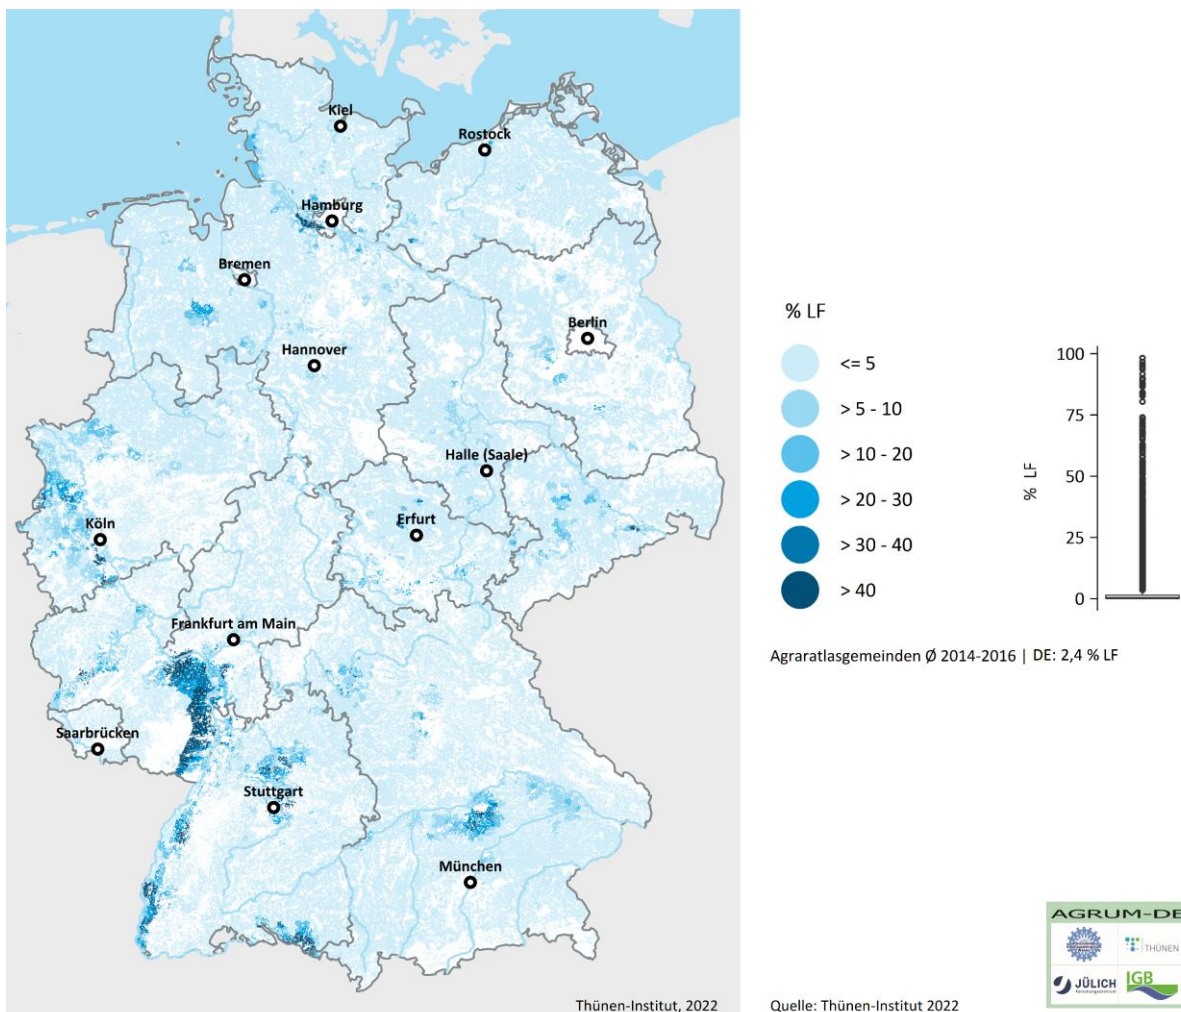 Kiel
Rostock
Hamburg
Bremen
Berlin
Hannover
Halle (Saale)
Köln
Erfurt
Frankfurt am Main
Saarbrücken
Stuttgart
München
Thünen-Institut, 2022
% LF
<= 5
> 5 - 10
> 10 - 20
> 20 - 30
> 30 - 40
> 40
% LF
100
75
50
25
0
Agraratlasgemeinden Ø 2014-2016 | DE: 2,4 % LF
Quelle: Thünen-Institut 2022
AGRUM-DE
THÜNEN
JÜLICH
Forschungszentrum
IGB